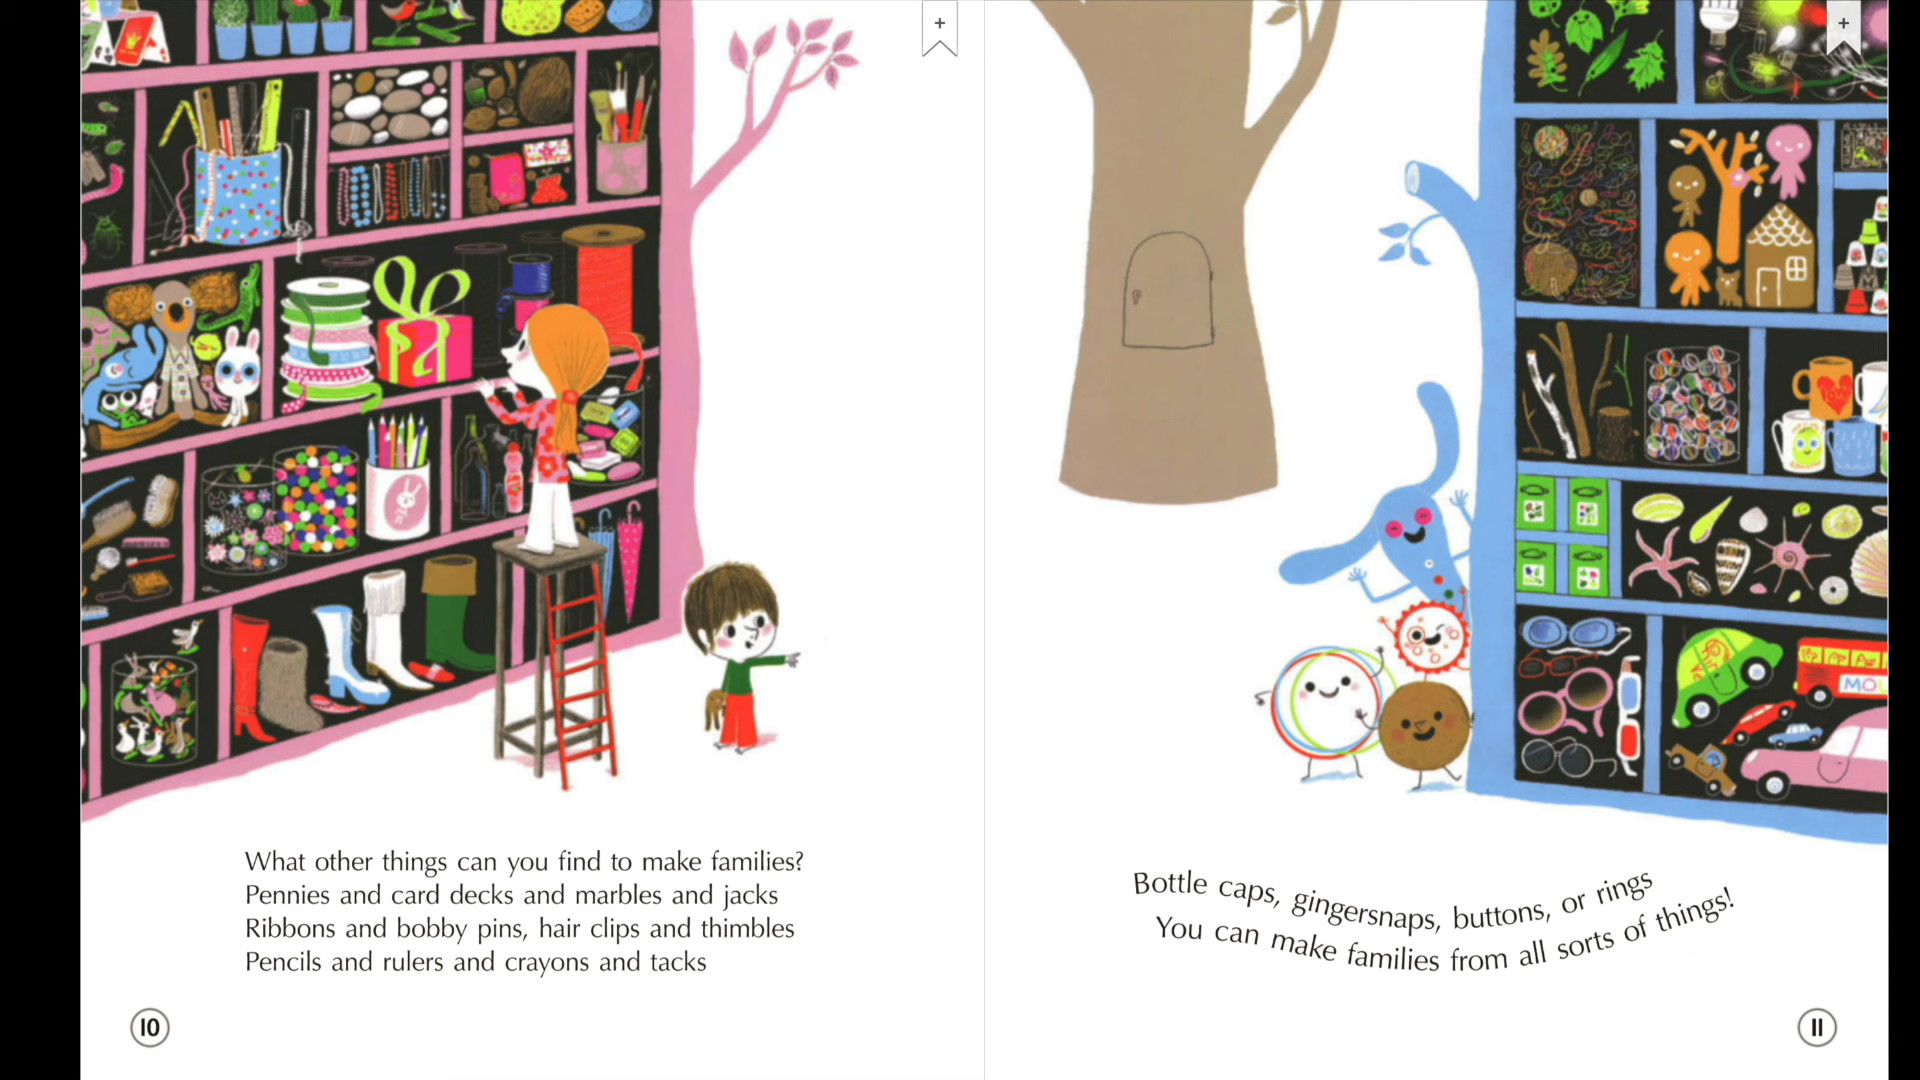 What other things can you find to make families?
Pennies and card decks and marbles and jacks
Ribbons and bobby pins, hair clips and thimbles
Pencils and rulers and crayons and tacks
10
MOL
Bottle caps, gingersnaps, buttons, or rings
You can make families from all sorts of things!
11